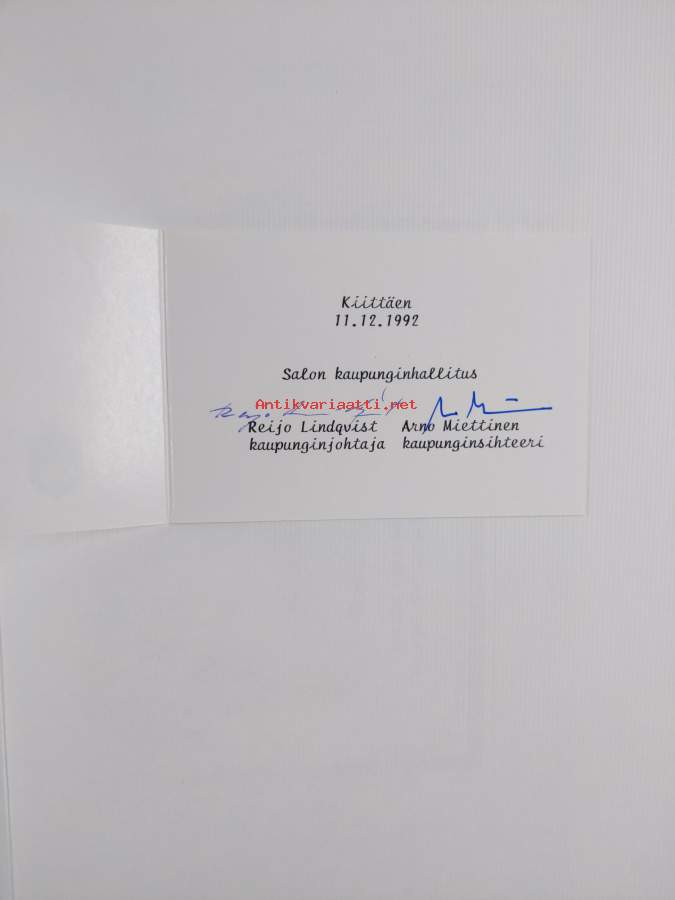 Kiittäen
11.12.1992
Salon kaupunginhallitus
Antikvariaatti.net
Reijo Lindqvist Arno Miettinen
kaupunginjohtaja kaupunginsihteeri